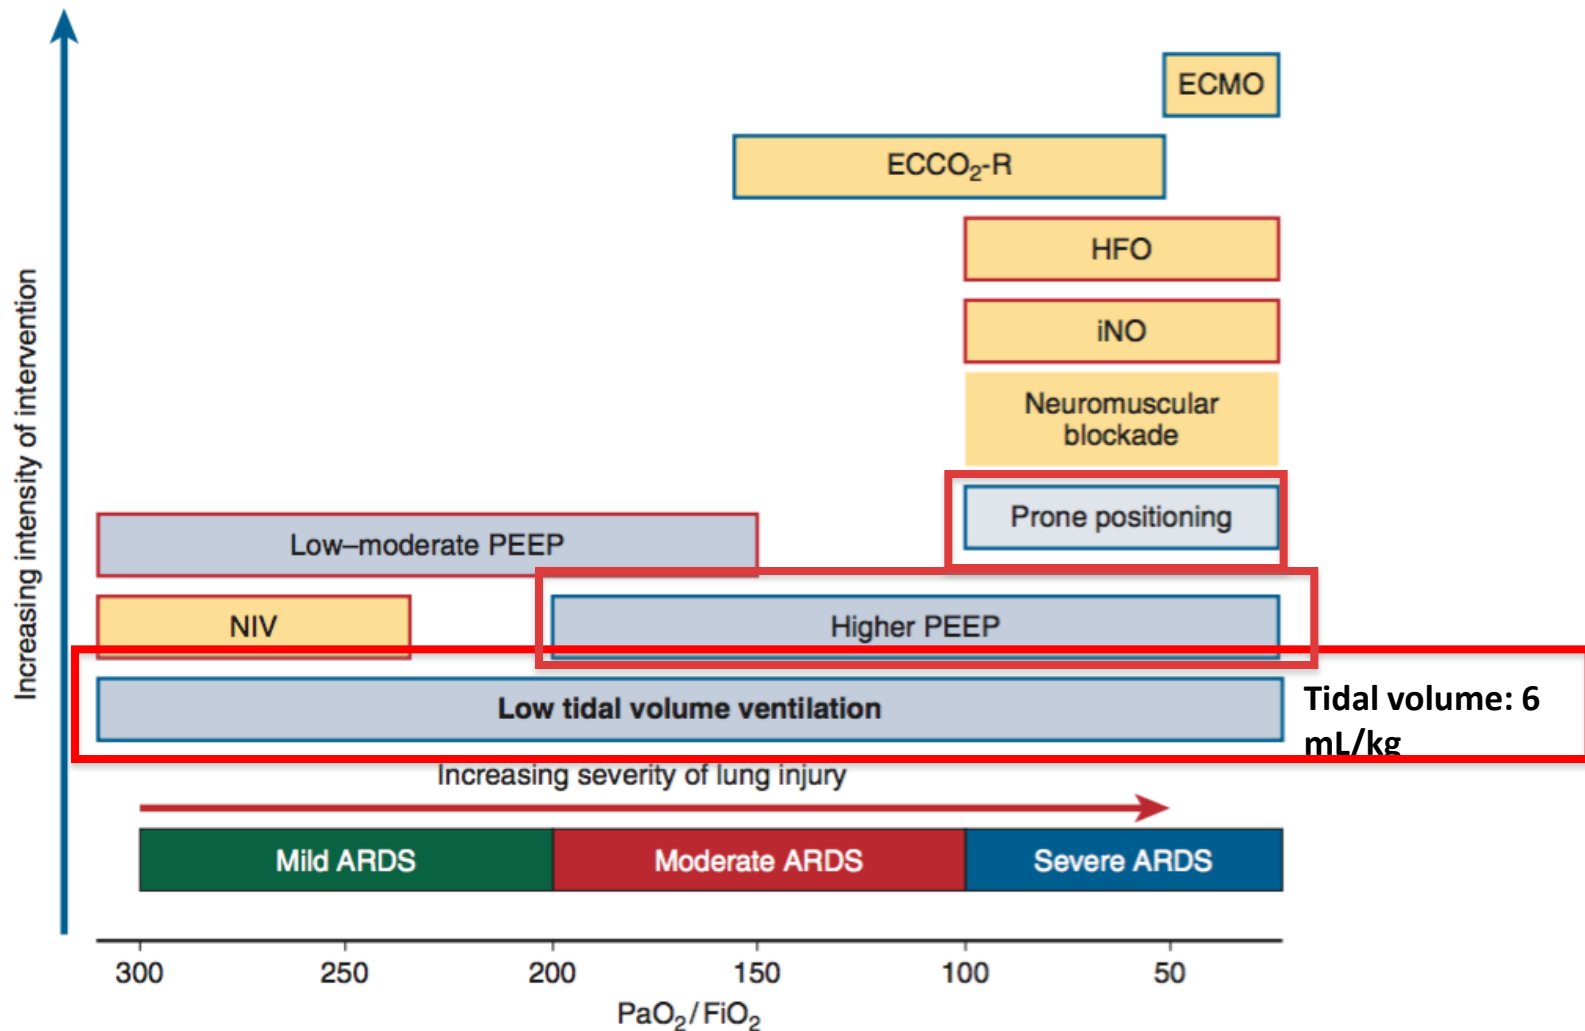 Increasing intensity of intervention
ECMO
ECCO₂-R
HFO
iNO
Neuromuscular
blockade
Prone positioning
Low–moderate PEEP
NIV
Higher PEEP
Low tidal volume ventilation
Tidal volume: 6
mL/kg
Increasing severity of lung injury
Mild ARDS
Moderate ARDS
Severe ARDS
300
250
200
150
100
50
PaO₂/FiO₂